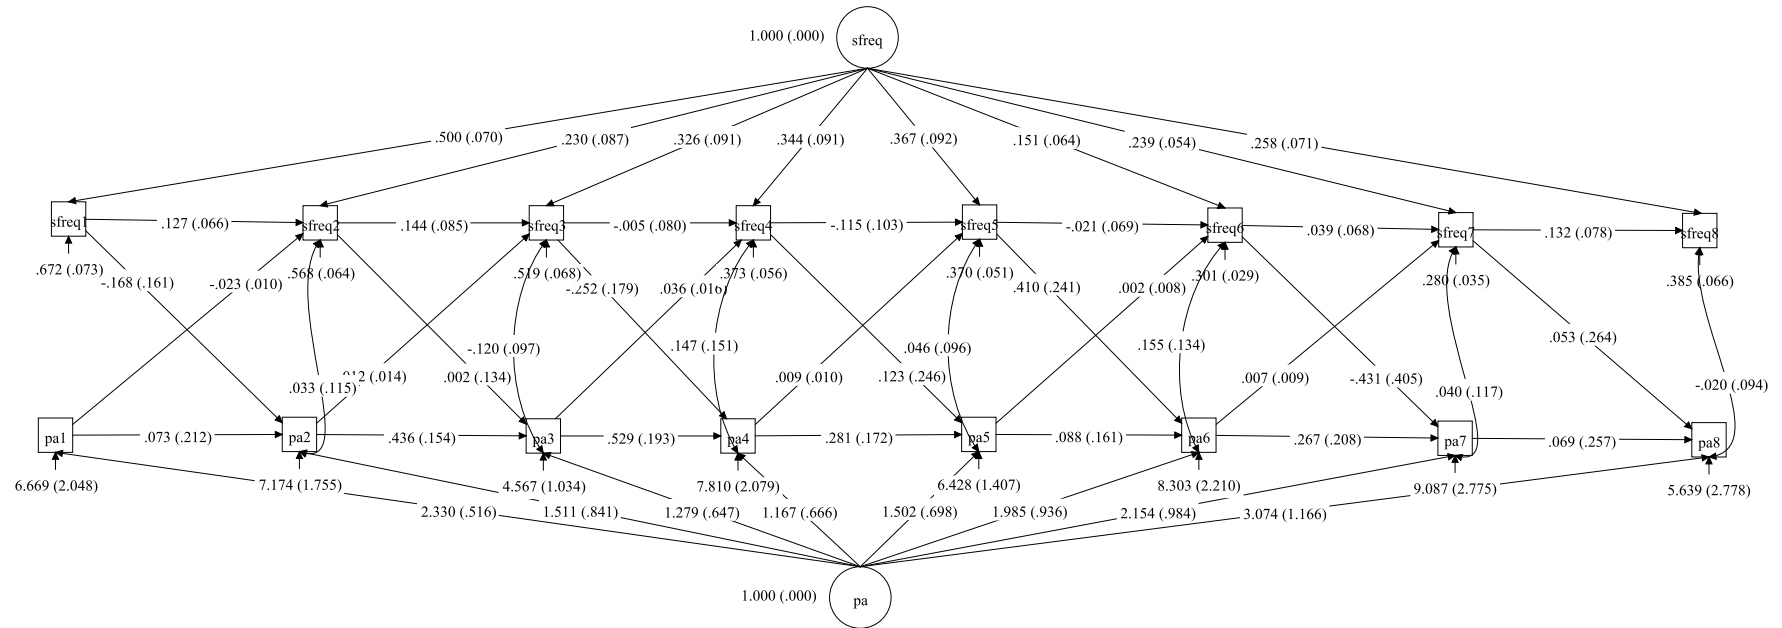 1.000 (.000) sfreq
.500 (.070) .230 (.087) .326 (.091) .344 (.091) .367 (.092) .151 (.064) .239 (.054) .258 (.071)
sfreq1 .127 (.066) sfreq2 .144 (.085) sfreq3 -.005 (.080) sfreq4 -.115 (.103) sfreq5 -.021 (.069) sfreq6 .039 (.068) sfreq7 .132 (.078) sfreq8
.672 (.073) .568 (.064) .519 (.068) .373 (.056) .370 (.051) .301 (.029) .280 (.035) .385 (.066)
-.168 (.161) -.023 (.010) -.252 (.179) .036 (.016) .410 (.241) .002 (.008)
-.120 (.097) .147 (.151) .046 (.096) .155 (.134) .053 (.264)
.033 (.115) (.014) .002 (.134) .009 (.010) .123 (.246) .007 (.009) -.431 (.405) .040 (.117) -.020 (.094)
pa1 .073 (.212) pa2 .436 (.154) pa3 .529 (.193) pa4 .281 (.172) pa5 .088 (.161) pa6 .267 (.208) pa7 .069 (.257) pa8
6.669 (2.048) 7.174 (1.755) 4.567 (1.034) 7.810 (2.079) 6.428 (1.407) 8.303 (2.210) 9.087 (2.775) 5.639 (2.778)
2.330 (.516) 1.511 (.841) 1.279 (.647) 1.167 (.666) 1.502 (.698) 1.985 (.936) 2.154 (.984) 3.074 (1.166)
1.000 (.000) pa